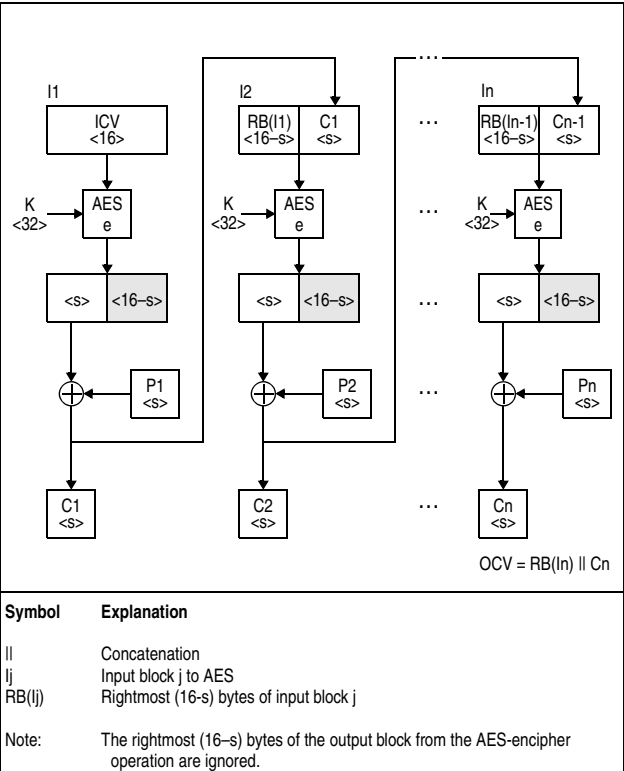 … 
I1 I2 In
ICV RB(I1) C1 … RB(In-1) Cn-1
<16> <16–s> <s> <16–s> <s>
K AES K AES … K AES
<32> e <32> e <32> e
<s> <16–s> <s> <16–s> … <s> <16–s>
P1 P2 … Pn
<s> <s> <s>
C1 C2 … Cn
<s> <s> <s>
OCV = RB(In) || Cn
Symbol Explanation
|| Concatenation
Ij Input block j to AES
RB(Ij) Rightmost (16-s) bytes of input block j
Note: The rightmost (16–s) bytes of the output block from the AES-encipher
operation are ignored.